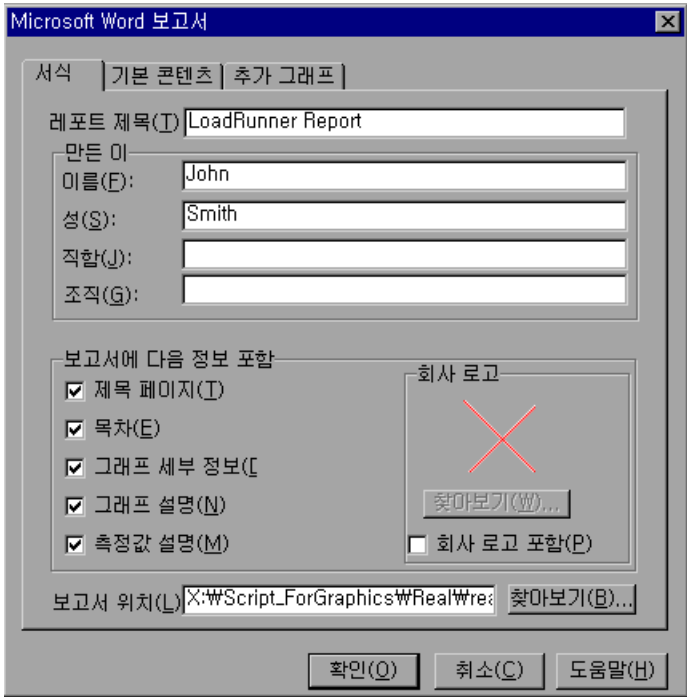 Microsoft Word 보고서
서식 기본 콘텐츠 추가 그래프
레포트 제목(T) LoadRunner Report
만든 이
이름(F): John
성(S): Smith
직함(J):
조직(G):
보고서에 다음 정보 포함
제목 페이지(T)
목차(E)
그래프 세부 정보([
그래프 설명(N)
측정값 설명(M)
회사 로고
찾아보기(W)...
회사 로고 포함(P)
보고서 위치(L) X:₩Script_ForGraphics₩Real₩rea 찾아보기(B)...
확인(O) 취소(C) 도움말(H)